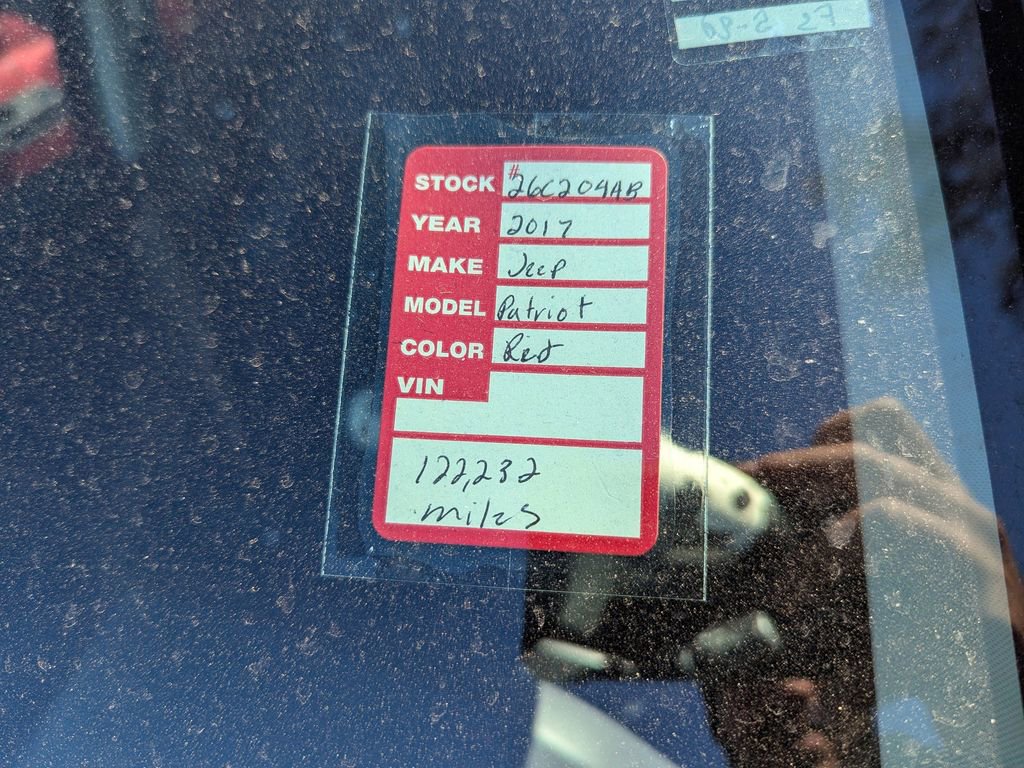 STOCK # 26C204AB
YEAR 2017
MAKE Jeep
MODEL Patriot
COLOR Red
VIN
122,232
miles